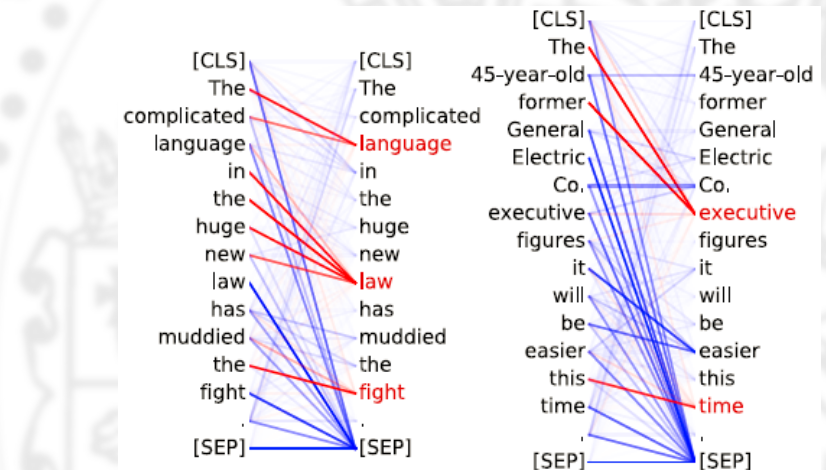 [CLS] [CLS]
The The
complicated complicated
language language
in in
the the
huge huge
new new
law law
has has
muddied muddied
the the
fight fight
. .
[SEP] [SEP]
[CLS] [CLS]
The The
45-year-old 45-year-old
former former
General General
Electric Electric
Co. Co.
executive executive
figures figures
it it
will will
be be
easier easier
this this
time time
. .
[SEP] [SEP]